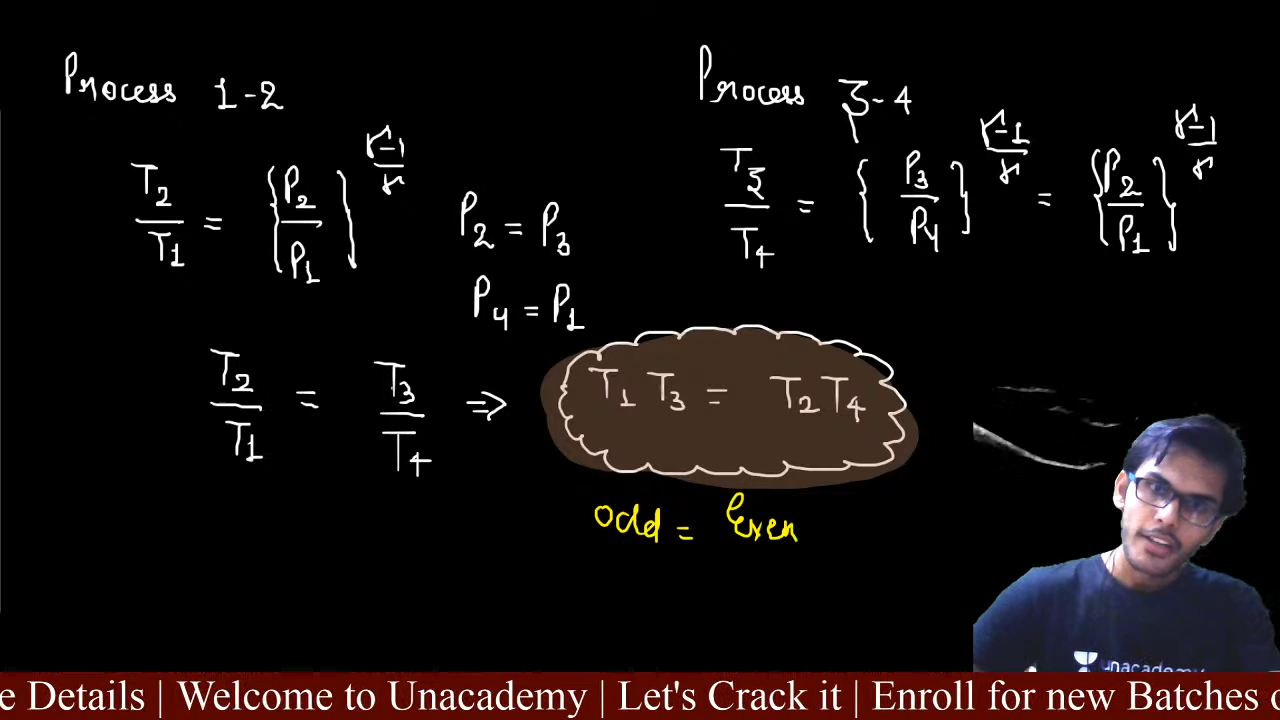 Process 1-2
Process 3-4
T2/T1 = {P2/P1}^(γ-1)/γ
P2 = P3
P4 = P1
T3/T4 = {P3/P4}^(γ-1)/γ = {P2/P1}^(γ-1)/γ
T2/T1 = T3/T4 ⇒ T1 T3 = T2 T4
odd = Even
unacademy
e Details | Welcome to Unacademy | Let's Crack it | Enroll for new Batches